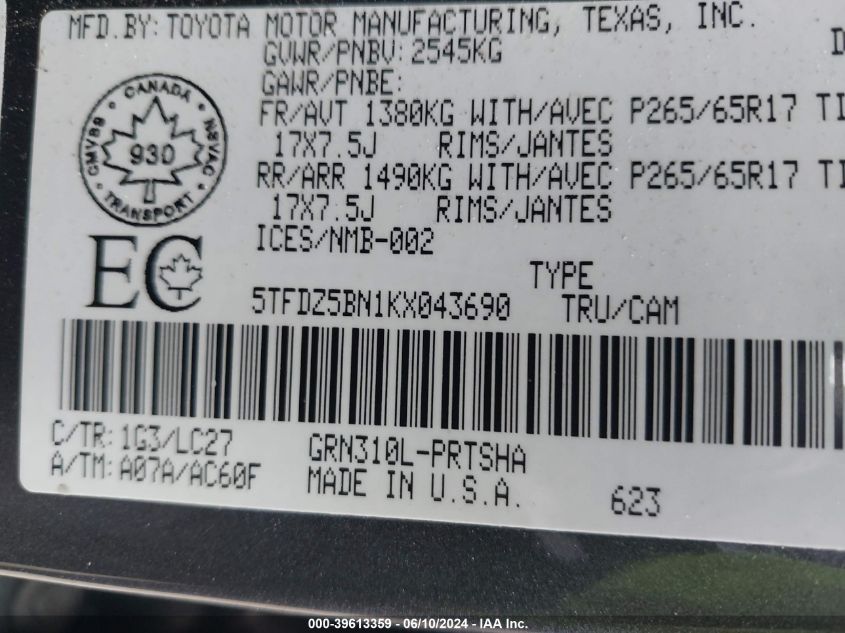 MFD.BY: TOYOTA MOTOR MANUFACTURING, TEXAS, INC.
GVWR/PNBV: 2545KG
GAWR/PNBE:
FR/AVT 1380KG WITH/AVEC P265/65R17
17X7.5J RIMS/JANTES
RR/ARR 1490KG WITH/AVEC P265/65R17
17X7.5J RIMS/JANTES
ICES/NMB-002
CANADA
CMVSS NSVAC
930
TRANSPORT
EC
TYPE
5TFDZ5BN1KX043690 TRU/CAM
C/TR: 1G3/LC27 GRN310L-PRTSHA
A/TM: A07A/AC60F MADE IN U.S.A. 623
000-39613359 - 06/10/2024 - IAA Inc.